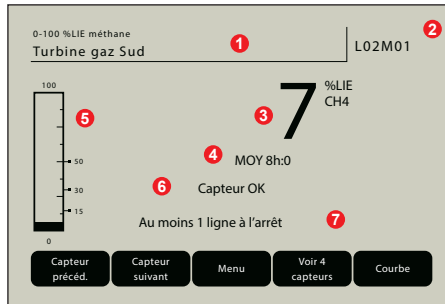 0-100 %LIE méthane
Turbine gaz Sud
1
L02M01
2
100
50
30
15
0
5
3
7
%LIE
CH4
4
MOY 8h:0
6
Capteur OK
Au moins 1 ligne à l'arrêt
7
Capteur
précéd.
Capteur
suivant
Menu
Voir 4
capteurs
Courbe